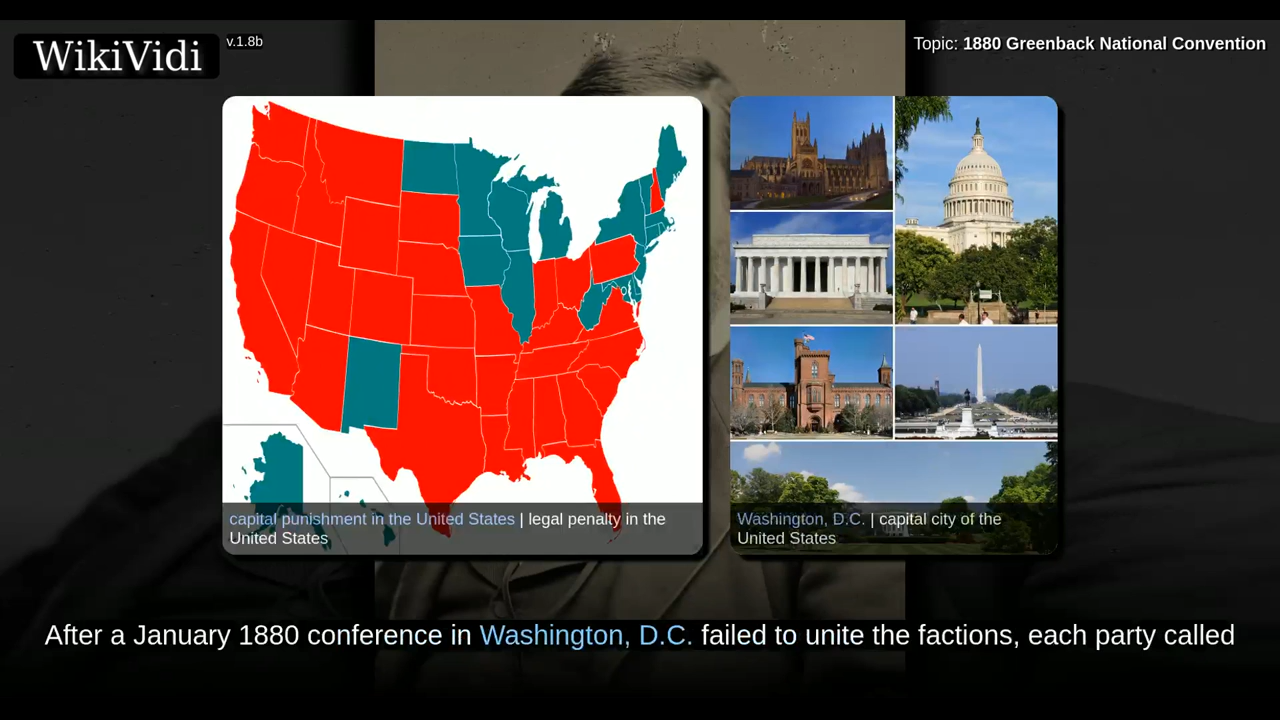 WikiVidi
v.1.8b
Topic: 1880 Greenback National Convention
capital punishment in the United States | legal penalty in the
United States
Washington, D.C. | capital city of the
United States
After a January 1880 conference in Washington, D.C. failed to unite the factions, each party called